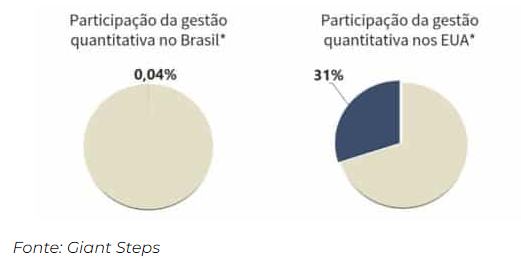 Participação da gestão
quantitativa no Brasil*
0,04%
Participação da gestão
quantitativa nos EUA*
31%
Fonte: Giant Steps